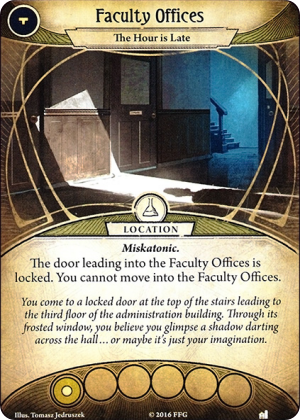 Faculty Offices
The Hour is Late
LOCATION
Miskatonic.
The door leading into the Faculty Offices is
locked. You cannot move into the Faculty Offices.
You come to a locked door at the top of the stairs leading to
the third floor of the administration building. Through its
frosted window, you believe you glimpse a shadow darting
across the hall... or maybe it's just your imagination.
Illus. Tomasz Jedruszek
© 2016 FFG